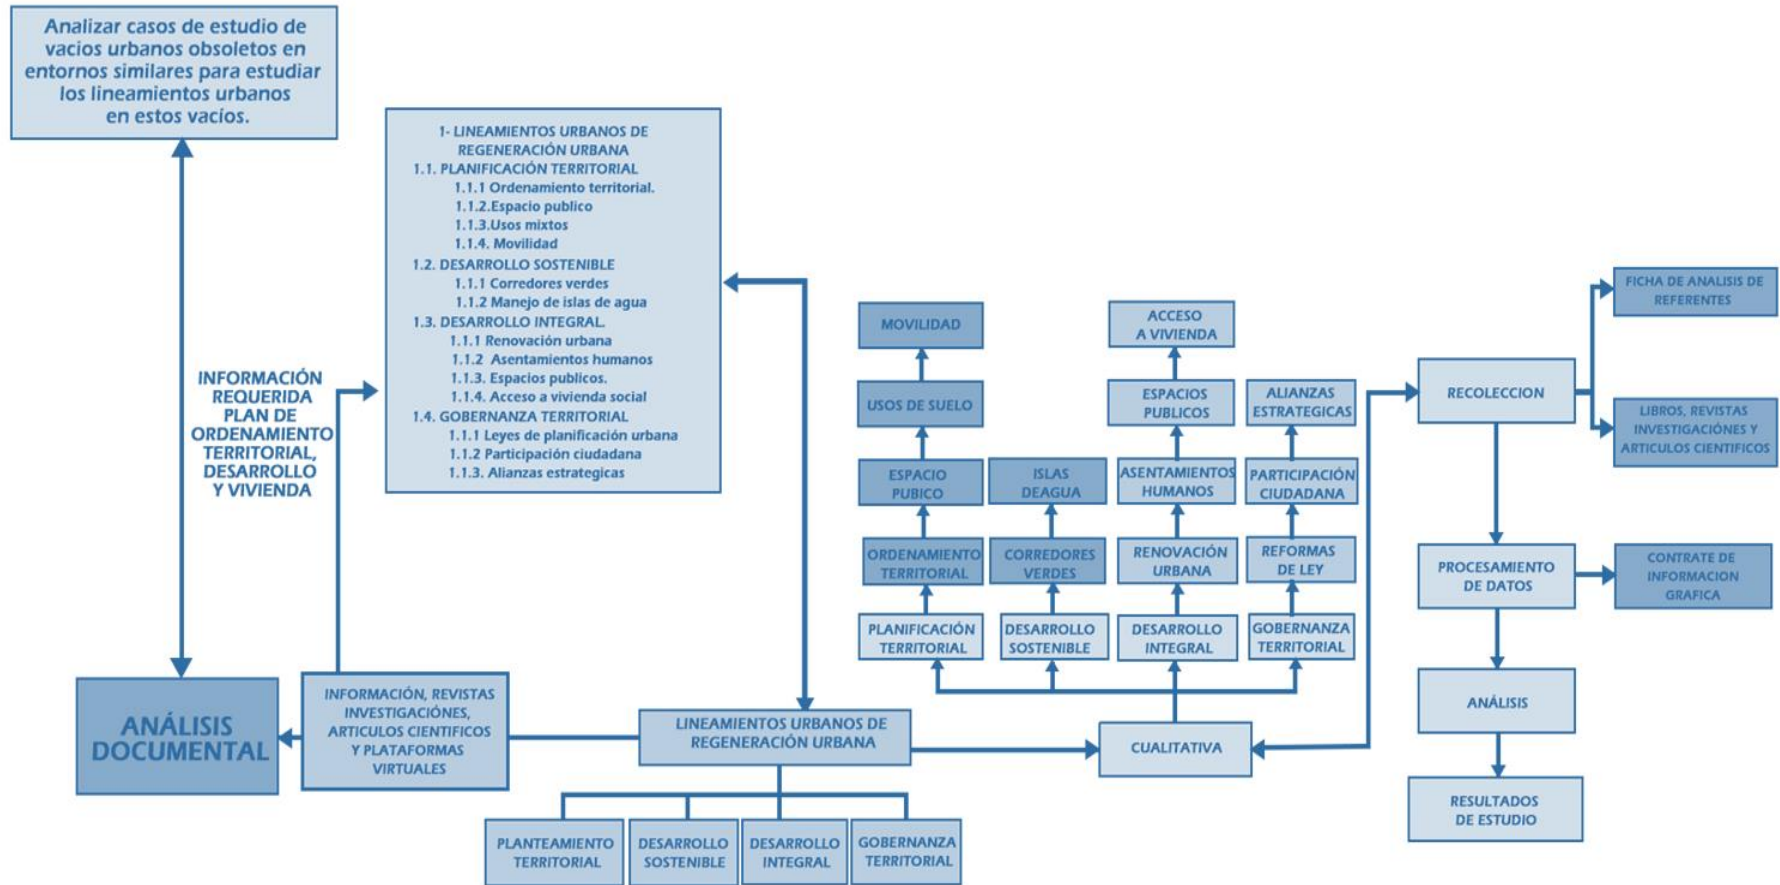 Analizar casos de estudio de
vacios urbanos obsoletos en
entornos similares para estudiar
los lineamientos urbanos
en estos vacíos.
1- LINEAMIENTOS URBANOS DE
REGENERACIÓN URBANA
1.1. PLANIFICACIÓN TERRITORIAL
1.1.1 Ordenamiento territorial.
1.1.2.Espacio publico
1.1.3.Usos mixtos
1.1.4. Movilidad
1.2. DESARROLLO SOSTENIBLE
1.1.1 Corredores verdes
1.1.2 Manejo de islas de agua
1.3. DESARROLLO INTEGRAL.
1.1.1 Renovación urbana
1.1.2 Asentamientos humanos
1.1.3. Espacios publicos.
1.1.4. Acceso a vivienda social
1.4. GOBERNANZA TERRITORIAL
1.1.1 Leyes de planificación urbana
1.1.2 Participación ciudadana
1.1.3. Alianzas estrategicas
INFORMACIÓN
REQUERIDA
PLAN DE
ORDENAMIENTO
TERRITORIAL,
DESARROLLO
Y VIVIENDA
ANÁLISIS
DOCUMENTAL
INFORMACIÓN, REVISTAS
INVESTIGACIÓNES,
ARTICULOS CIENTIFICOS
Y PLATAFORMAS
VIRTUALES
LINEAMIENTOS URBANOS DE
REGENERACIÓN URBANA
PLANTEAMIENTO
TERRITORIAL
DESARROLLO
SOSTENIBLE
DESARROLLO
INTEGRAL
GOBERNANZA
TERRITORIAL
MOVILIDAD
USOS DE SUELO
ESPACIO
PUBICO
ORDENAMIENTO
TERRITORIAL
PLANIFICACIÓN
TERRITORIAL
ISLAS
DEAGUA
CORREDORES
VERDES
DESARROLLO
SOSTENIBLE
ACCESO
A VIVIENDA
ESPACIOS
PUBLICOS
ASENTAMIENTOS
HUMANOS
RENOVACIÓN
URBANA
DESARROLLO
INTEGRAL
ALIANZAS
ESTRATEGICAS
PARTICIPACIÓN
CIUDADANA
REFORMAS
DE LEY
GOBERNANZA
TERRITORIAL
CUALITATIVA
RECOLECCION
FICHA DE ANALISIS DE
REFERENTES
LIBROS, REVISTAS
INVESTIGACIÓNES Y
ARTICULOS CIENTIFICOS
PROCESAMIENTO
DE DATOS
CONTRATE DE
INFORMACION
GRAFICA
ANÁLISIS
RESULTADOS
DE ESTUDIO